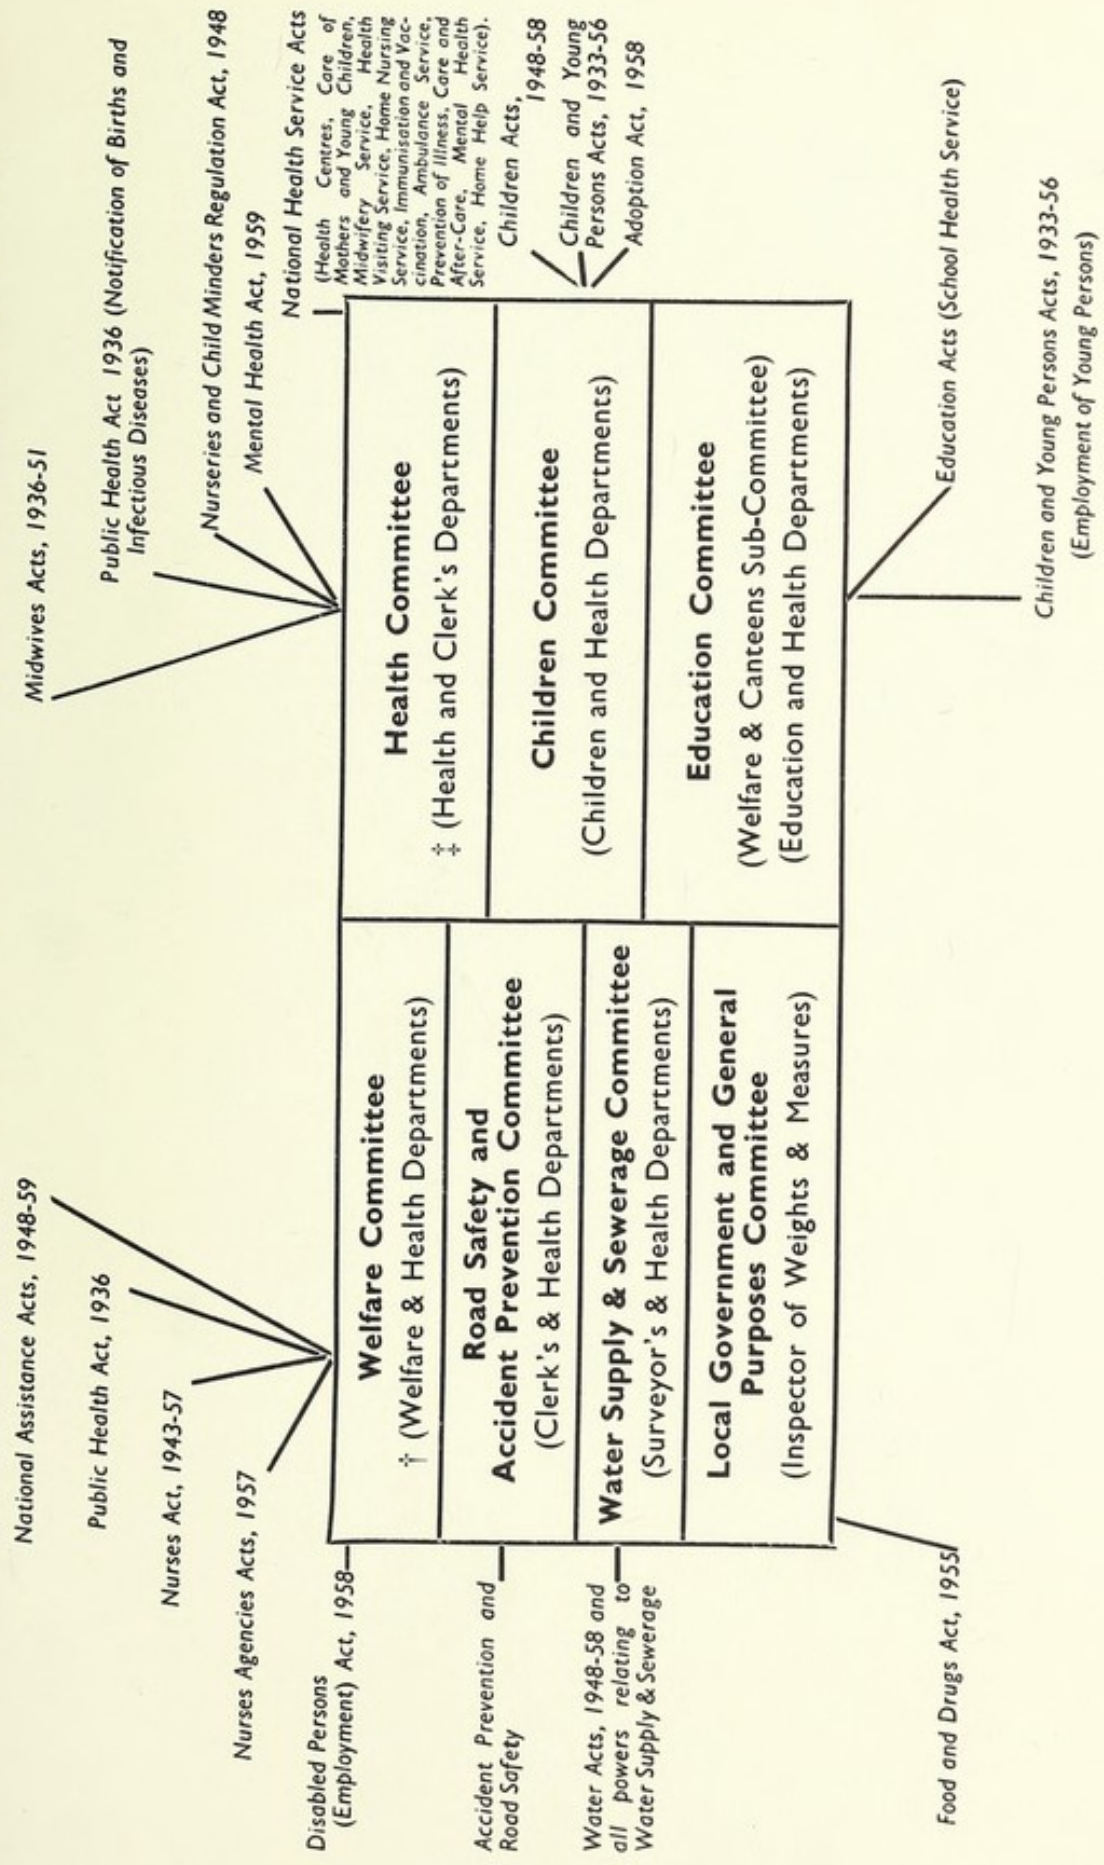 National Assistance Acts, 1948-59
Public Health Act, 1936
Nurses Act, 1943-57
Nurses Agencies Acts, 1957
Disabled Persons
(Employment) Act, 1958
Accident Prevention and
Road Safety
Water Acts, 1948-58 and
all powers relating to
Water Supply & Sewerage
Food and Drugs Act, 1955
Welfare Committee
† (Welfare & Health Departments)
Road Safety and
Accident Prevention Committee
(Clerk's & Health Departments)
Water Supply & Sewerage Committee
(Surveyor's & Health Departments)
Local Government and General
Purposes Committee
(Inspector of Weights & Measures)
Midwives Acts, 1936-51
Public Health Act 1936 (Notification of Births and
Infectious Diseases)
Nurseries and Child Minders Regulation Act, 1948
Mental Health Act, 1959
National Health Service Acts
(Health Centres, Care of
Mothers and Young Children,
Midwifery Service, Health
Visiting Service, Home Nursing
Service, Immunisation and Vac-
cination, Ambulance Service,
Prevention of Illness, Care and
After-Care, Mental Health
Service, Home Help Service).
Health Committee
‡ (Health and Clerk's Departments)
Children Committee
(Children and Health Departments)
Education Committee
(Welfare & Canteens Sub-Committee)
(Education and Health Departments)
Children Acts,
1948-58
Children and Young
Persons Acts, 1933-56
Adoption Act, 1958
Education Acts (School Health Service)
Children and Young Persons Acts, 1933-56
(Employment of Young Persons)